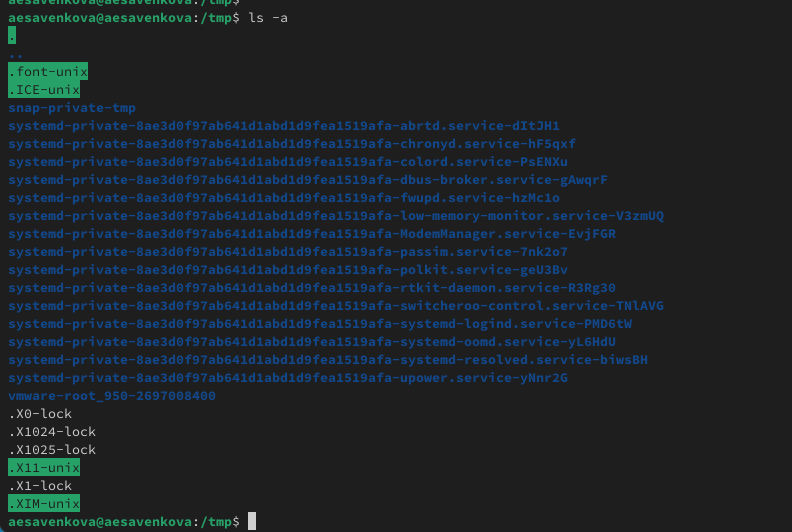 aesavenkova@aesavenkova:/tmp$
aesavenkova@aesavenkova:/tmp$ ls -a
.
..
.font-unix
.ICE-unix
snap-private-tmp
systemd-private-8ae3d0f97ab641d1abd1d9fea1519afa-abrtd.service-dItJH1
systemd-private-8ae3d0f97ab641d1abd1d9fea1519afa-chronyd.service-hF5qxf
systemd-private-8ae3d0f97ab641d1abd1d9fea1519afa-colord.service-PsENXu
systemd-private-8ae3d0f97ab641d1abd1d9fea1519afa-dbus-broker.service-gAwqrF
systemd-private-8ae3d0f97ab641d1abd1d9fea1519afa-fwupd.service-hzMc1o
systemd-private-8ae3d0f97ab641d1abd1d9fea1519afa-low-memory-monitor.service-V3zmUQ
systemd-private-8ae3d0f97ab641d1abd1d9fea1519afa-ModemManager.service-EvjFGR
systemd-private-8ae3d0f97ab641d1abd1d9fea1519afa-passim.service-7nk2o7
systemd-private-8ae3d0f97ab641d1abd1d9fea1519afa-polkit.service-geU3Bv
systemd-private-8ae3d0f97ab641d1abd1d9fea1519afa-rtkit-daemon.service-R3Rg30
systemd-private-8ae3d0f97ab641d1abd1d9fea1519afa-switcheroo-control.service-TNlAVG
systemd-private-8ae3d0f97ab641d1abd1d9fea1519afa-systemd-logind.service-PMD6tW
systemd-private-8ae3d0f97ab641d1abd1d9fea1519afa-systemd-oomd.service-yL6HdU
systemd-private-8ae3d0f97ab641d1abd1d9fea1519afa-systemd-resolved.service-biwsBH
systemd-private-8ae3d0f97ab641d1abd1d9fea1519afa-upower.service-yNnr2G
vmware-root_950-2697008400
.X0-lock
.X1024-lock
.X1025-lock
.X11-unix
.X1-lock
.XIM-unix
aesavenkova@aesavenkova:/tmp$